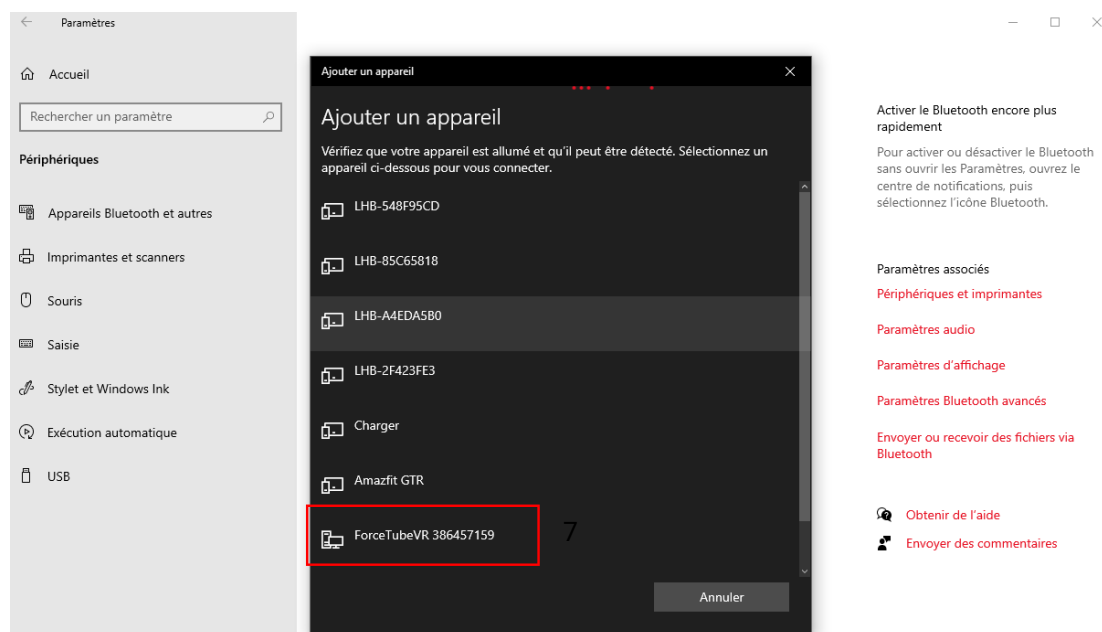 Paramètres
Accueil
Rechercher un paramètre
Périphériques
Appareils Bluetooth et autres
Imprimantes et scanners
Souris
Saisie
Stylet et Windows Ink
Exécution automatique
USB
Ajouter un appareil
Ajouter un appareil
Vérifiez que votre appareil est allumé et qu'il peut être détecté. Sélectionnez un
appareil ci-dessous pour vous connecter.
LHB-548F95CD
LHB-85C65818
LHB-A4EDA5B0
LHB-2F423FE3
Charger
Amazfit GTR
ForceTubeVR 386457159
7
Annuler
Activer le Bluetooth encore plus
rapidement
Pour activer ou désactiver le Bluetooth
sans ouvrir les Paramètres, ouvrez le
centre de notifications, puis
sélectionnez l'icône Bluetooth.
Paramètres associés
Périphériques et imprimantes
Paramètres audio
Paramètres d'affichage
Paramètres Bluetooth avancés
Envoyer ou recevoir des fichiers via
Bluetooth
Obtenir de l'aide
Envoyer des commentaires